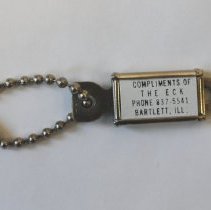 COMPLIMENTS OF
THE ECK
PHONE 837-5541
BARTLETT, ILL.